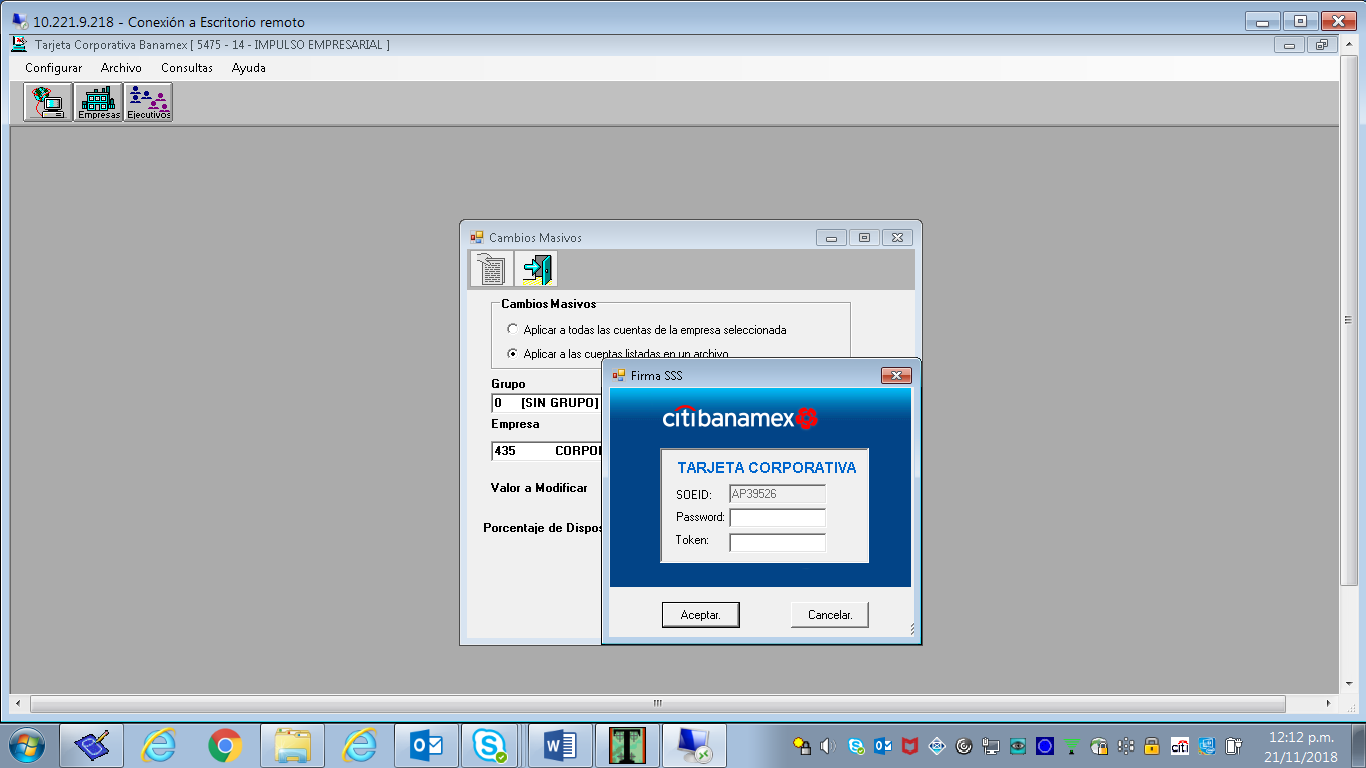 10.221.9.218 - Conexión a Escritorio remoto
Tarjeta Corporativa Banamex [ 5475 - 14 - IMPULSO EMPRESARIAL ]
Configurar Archivo Consultas Ayuda
Empresas Ejecutivos
Cambios Masivos
Cambios Masivos
Aplicar a todas las cuentas de la empresa seleccionada
Aplicar a las cuentas listadas en un archivo
Grupo
0 [SIN GRUPO]
Empresa
435
Valor a Modificar
Porcentaje de
Firma SSS
citibanamex
TARJETA CORPORATIVA
SOEID: AP39526
Password:
Token:
Aceptar. Cancelar.
citi
12:12 p.m.
21/11/2018